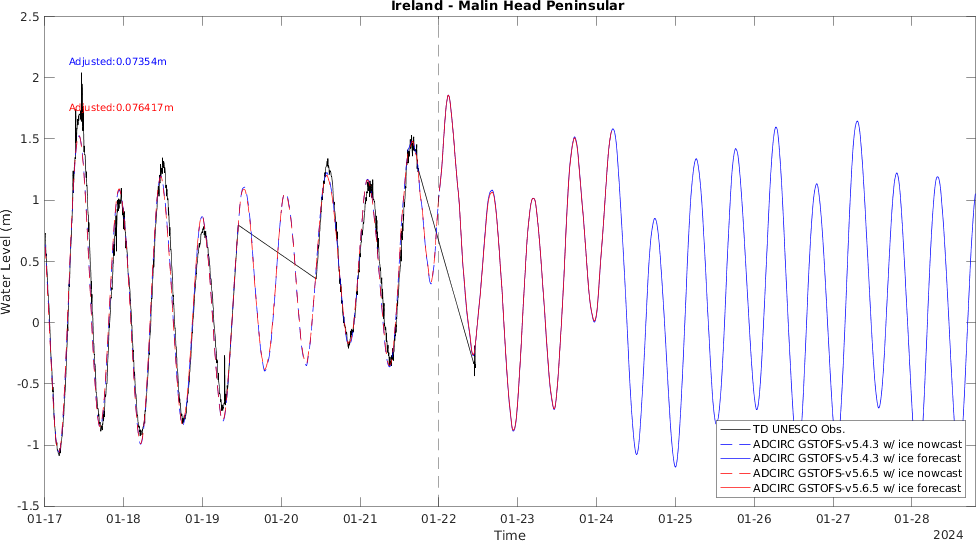 Ireland - Malin Head Peninsular
2.5
2
1.5
1
0.5
0
-0.5
-1
-1.5
Water Level (m)
Adjusted:0.07354m
Adjusted:0.076417m
TD UNESCO Obs.
ADCIRC GSTOFS-v5.4.3 w/ ice nowcast
ADCIRC GSTOFS-v5.4.3 w/ ice forecast
ADCIRC GSTOFS-v5.6.5 w/ ice nowcast
ADCIRC GSTOFS-v5.6.5 w/ ice forecast
01-17 01-18 01-19 01-20 01-21 01-22 01-23 01-24 01-25 01-26 01-27 01-28
Time
2024